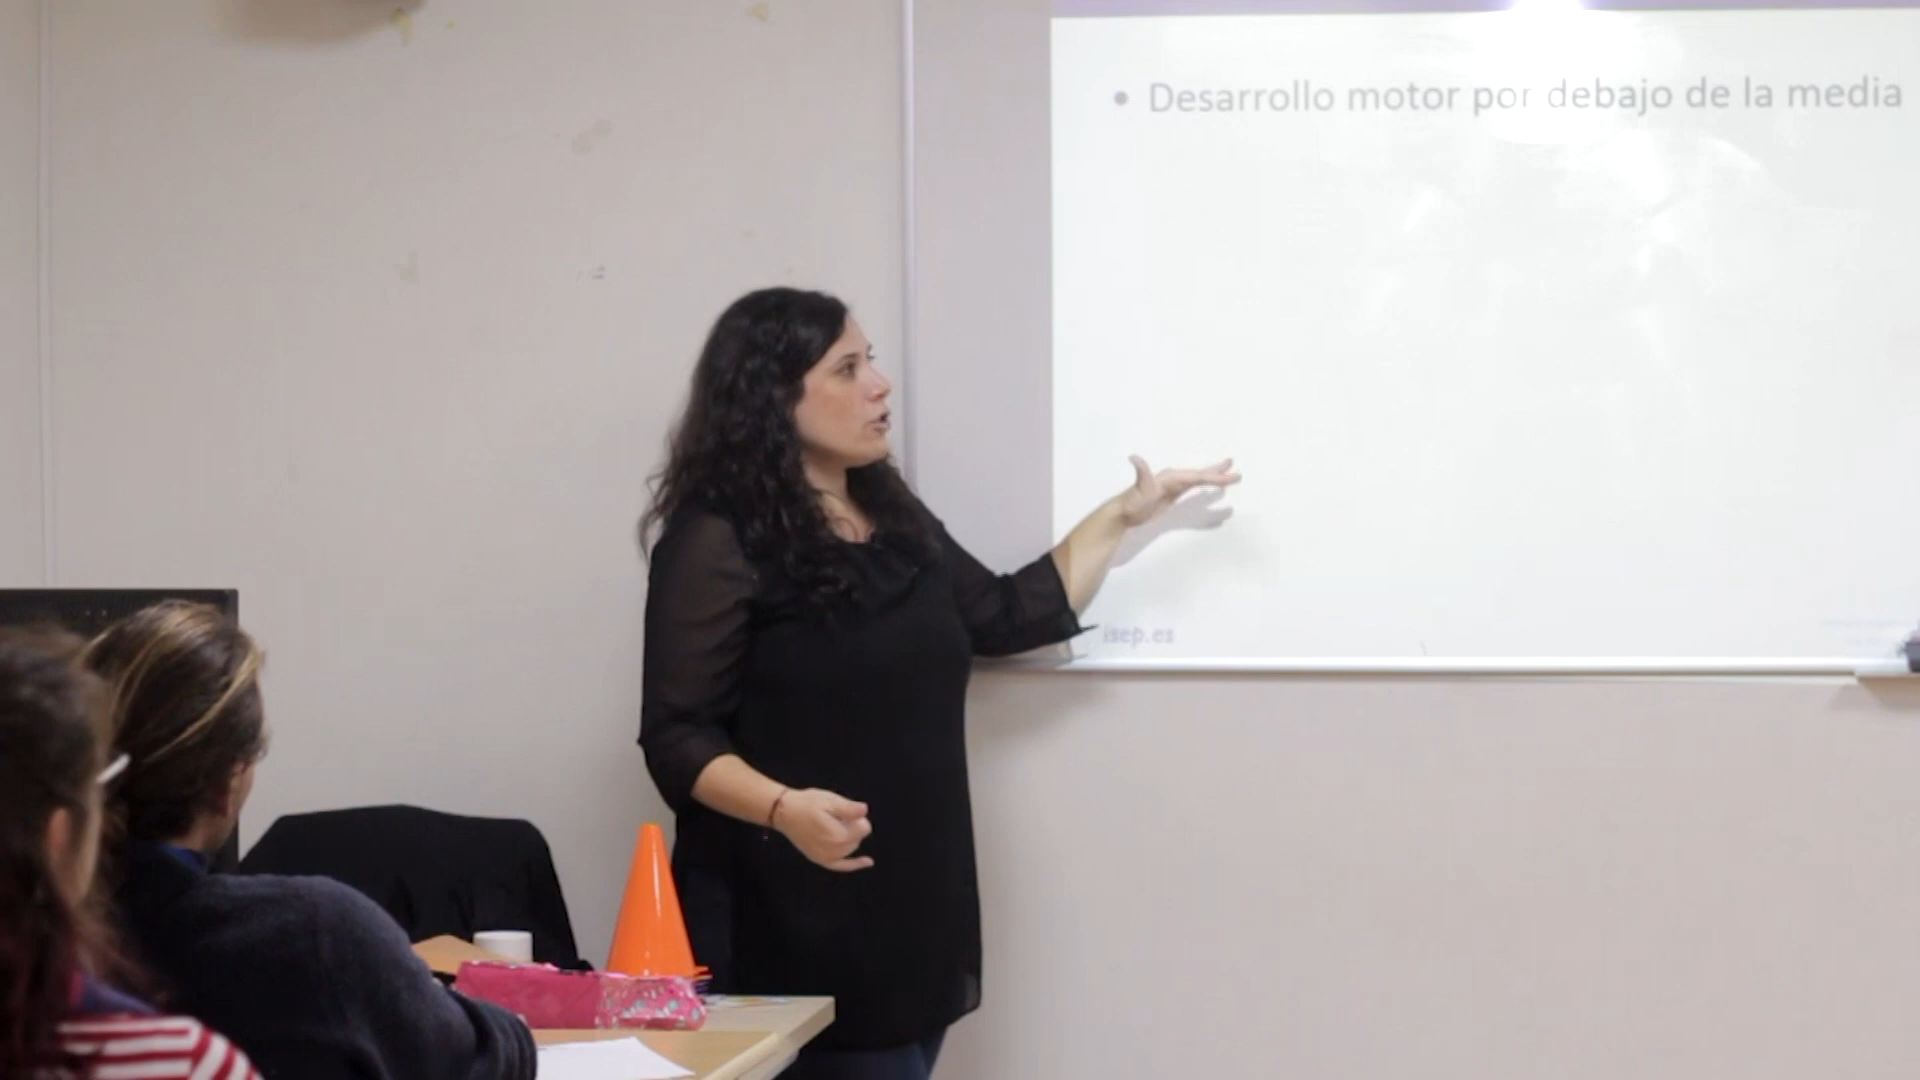 • Desarrollo motor por debajo de la media
isep.es